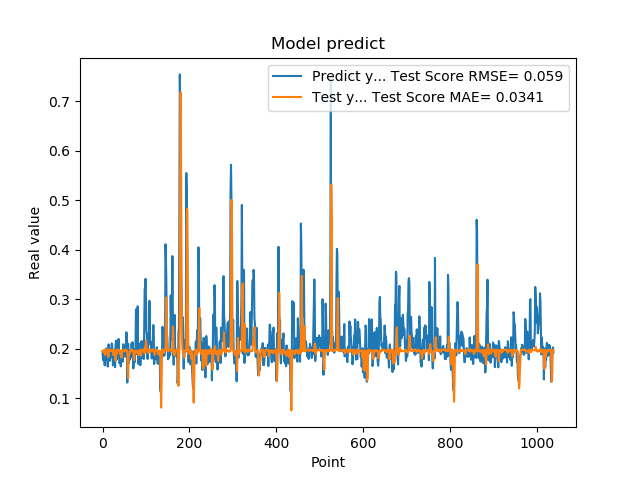 Model predict
Predict y... Test Score RMSE= 0.059
Test y... Test Score MAE= 0.0341
Real value
0.7
0.6
0.5
0.4
0.3
0.2
0.1
0 200 400 600 800 1000
Point